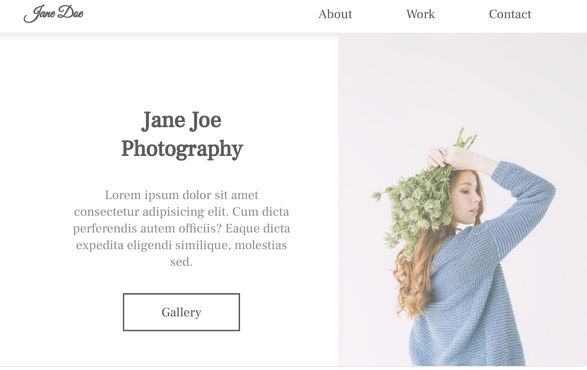 Jane Doe
About Work Contact
Jane Joe
Photography
Lorem ipsum dolor sit amet
consectetur adipisicing elit. Cum dicta
perferendis autem officiis? Eaque dicta
expedita eligendi similique, molestias
sed.
Gallery